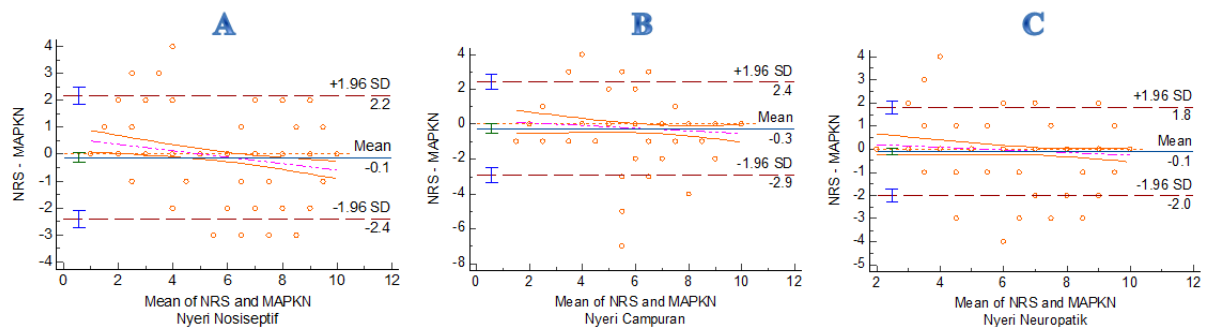 A
NRS - MAPKN
4
3
2
1
0
-1
-2
-3
-4
+1.96 SD
2.2
Mean
-0.1
-1.96 SD
-2.4
0 2 4 6 8 10 12
Mean of NRS and MAPKN
Nyeri Nosiseptif
B
NRS - MAPKN
4
2
0
-2
-4
-6
-8
+1.96 SD
2.4
Mean
-0.3
-1.96 SD
-2.9
0 2 4 6 8 10 12
Mean of NRS and MAPKN
Nyeri Campuran
C
NRS - MAPKN
4
3
2
1
0
-1
-2
-3
-4
-5
+1.96 SD
1.8
Mean
-0.1
-1.96 SD
-2.0
2 4 6 8 10 12
Mean of NRS and MAPKN
Nyeri Neuropatik